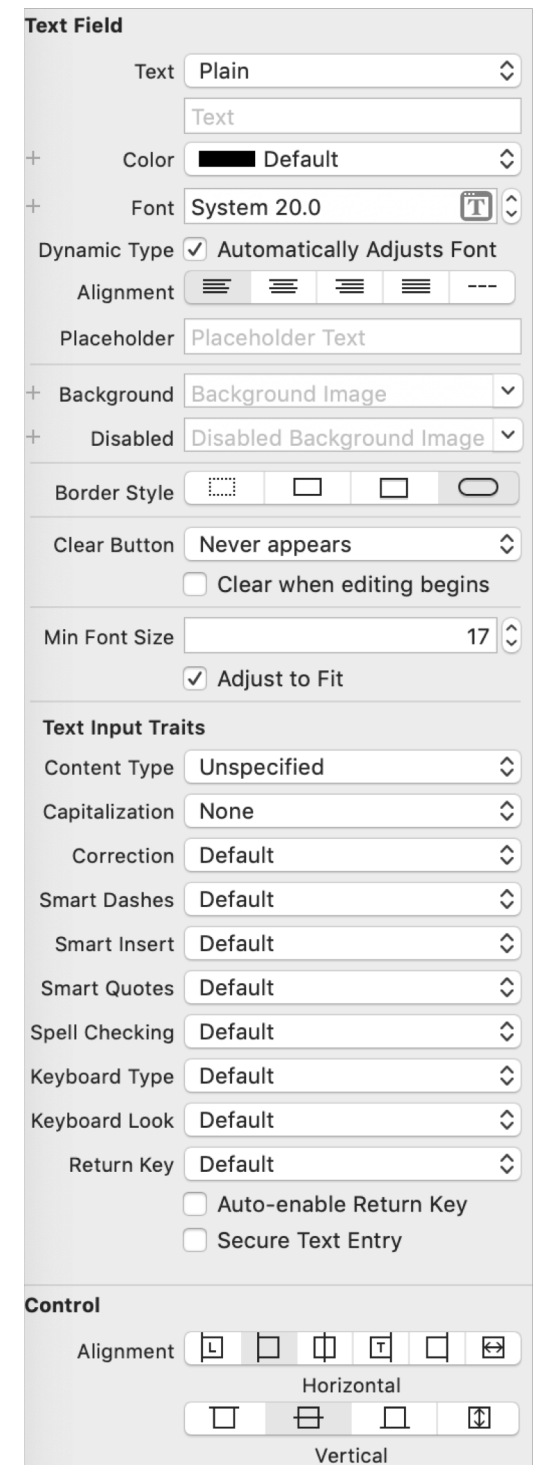 Text Field
Text Plain
Text
+ Color Default
+ Font System 20.0 T
Dynamic Type Automatically Adjusts Font
Alignment ---
Placeholder Placeholder Text
+ Background Background Image
+ Disabled Disabled Background Image
Border Style
Clear Button Never appears
Clear when editing begins
Min Font Size 17
Adjust to Fit
Text Input Traits
Content Type Unspecified
Capitalization None
Correction Default
Smart Dashes Default
Smart Insert Default
Smart Quotes Default
Spell Checking Default
Keyboard Type Default
Keyboard Look Default
Return Key Default
Auto-enable Return Key
Secure Text Entry
Control
Alignment L T
Horizontal
Vertical